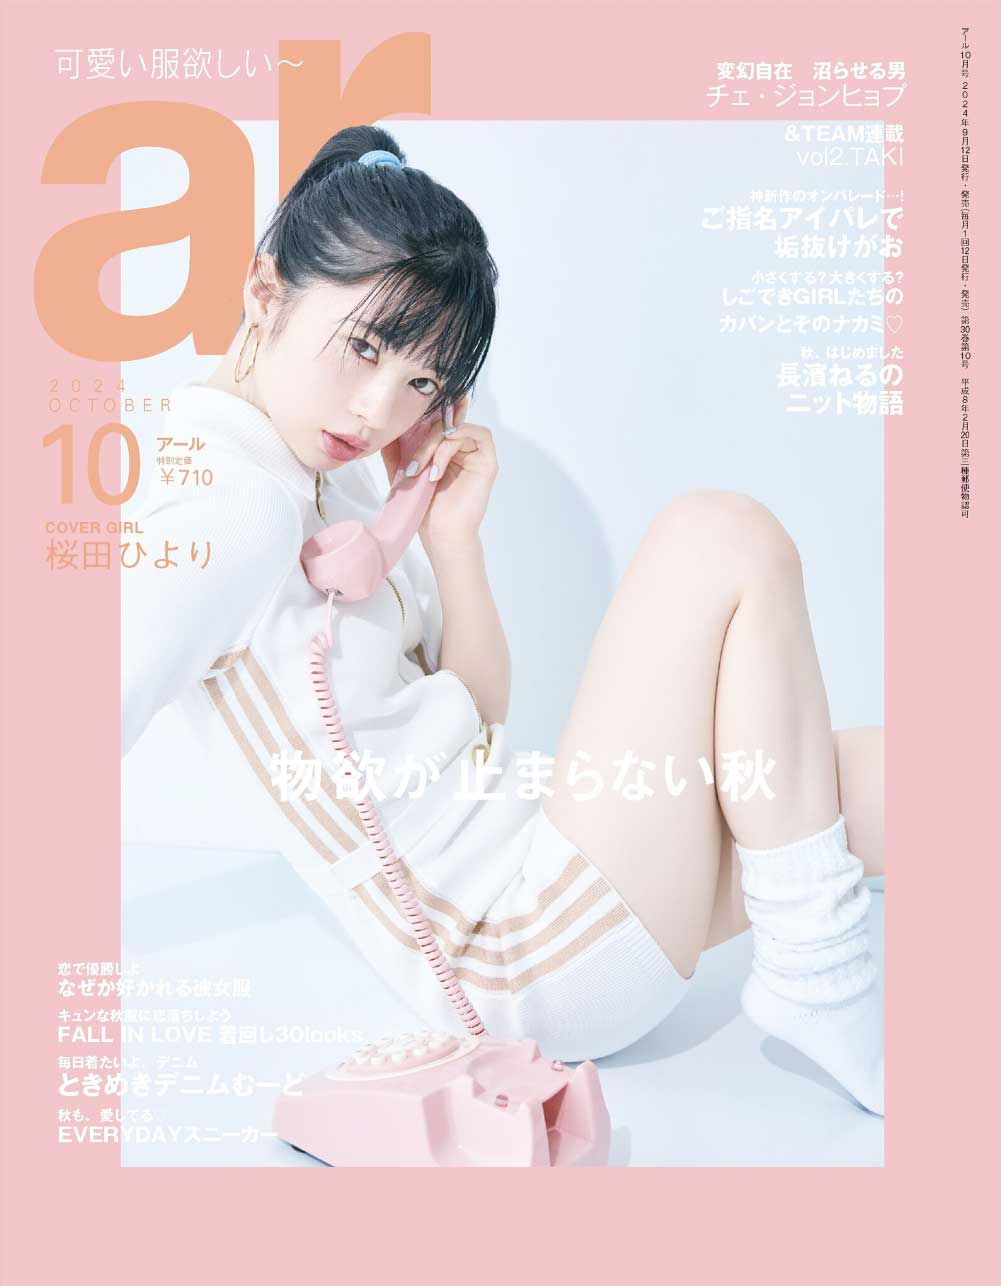 可愛い服欲しい〜
ar
2024
OCTOBER
10
アール
特別定価
￥710
COVER GIRL
桜田ひより
変幻自在　沼らせる男
チェ・ジョンヒョプ
&TEAM連載
vol2.TAKI
神新作のオンパレード…!
ご指名アイパレで
垢抜けがお
小さくする？大きくする？
しごできGIRLたちの
カバンとそのナカミ♡
秋、はじめました
長濱ねるの
ニット物語
アール10月号 2024年9月12日発行・発売（毎月1回12日発行・発売）第30巻第10号　平成8年2月20日第三種郵便物認可
物欲が止まらない秋
恋で優勝しよ
なぜか好かれる彼女服
キュンな秋服に恋落ちしよう
FALL IN LOVE 着回し30looks
毎日着たいよ、デニム
ときめきデニムむーど
秋も、愛してる♡
EVERYDAYスニーカー